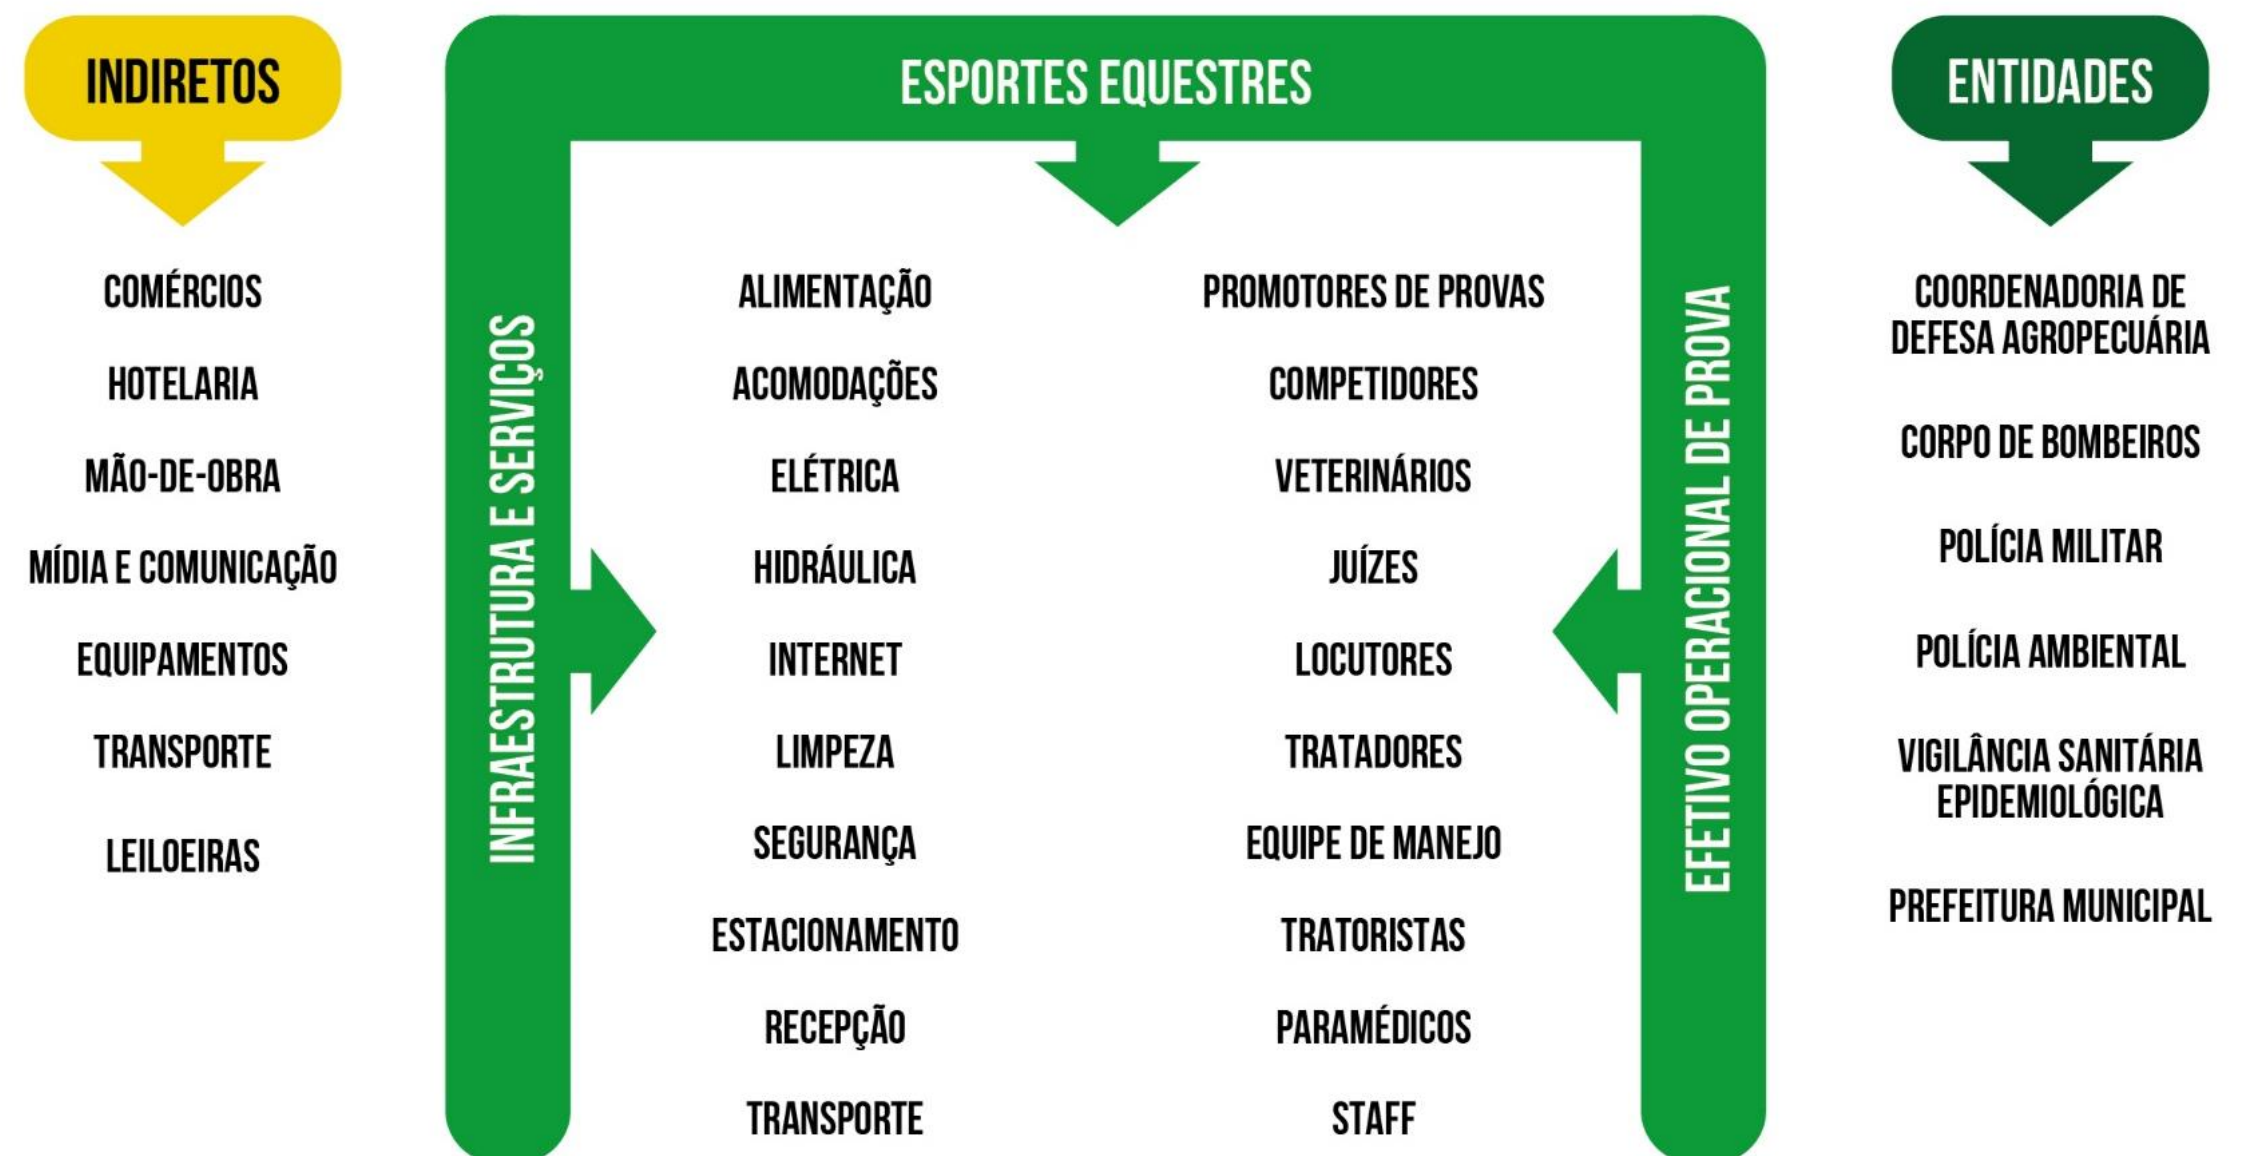 INDIRETOS
COMÉRCIOS
HOTELARIA
MÃO-DE-OBRA
MÍDIA E COMUNICAÇÃO
EQUIPAMENTOS
TRANSPORTE
LEILOEIRAS
ESPORTES EQUESTRES
INFRAESTRUTURA E SERVIÇOS
ALIMENTAÇÃO
ACOMODAÇÕES
ELÉTRICA
HIDRÁULICA
INTERNET
LIMPEZA
SEGURANÇA
ESTACIONAMENTO
RECEPÇÃO
TRANSPORTE
PROMOTORES DE PROVAS
COMPETIDORES
VETERINÁRIOS
JUÍZES
LOCUTORES
TRATADORES
EQUIPE DE MANEJO
TRATORISTAS
PARAMÉDICOS
STAFF
EFETIVO OPERACIONAL DE PROVA
ENTIDADES
COORDENADORIA DE
DEFESA AGROPECUÁRIA
CORPO DE BOMBEIROS
POLÍCIA MILITAR
POLÍCIA AMBIENTAL
VIGILÂNCIA SANITÁRIA
EPIDEMIOLÓGICA
PREFEITURA MUNICIPAL